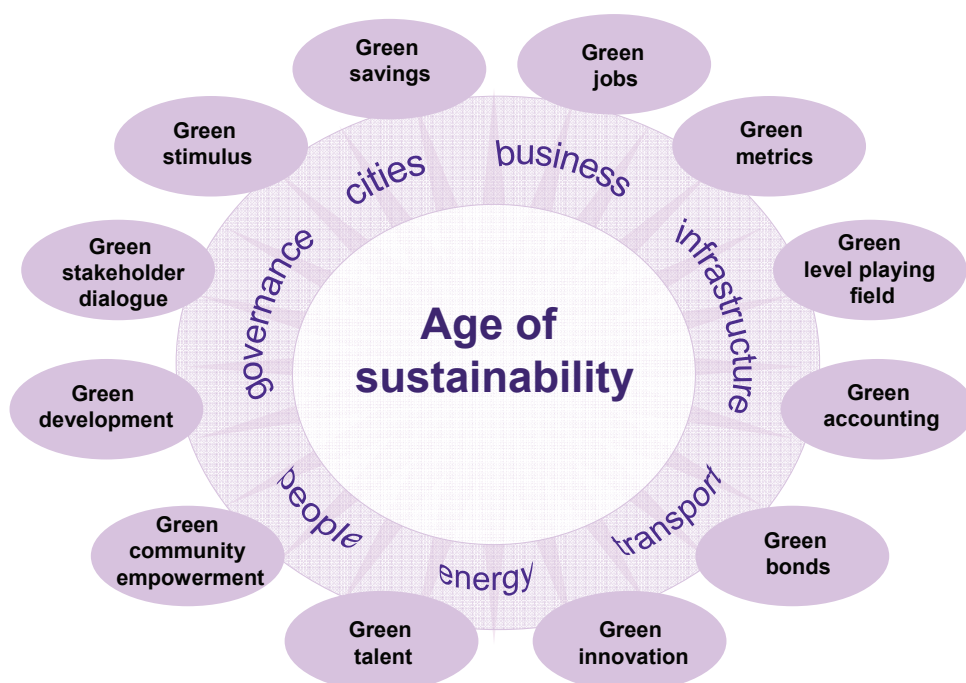 Green
savings
Green
jobs
Green
stimulus
Green
metrics
cities
business
Green
stakeholder
dialogue
governance
infrastructure
Green
level playing
field
Age of
sustainability
Green
development
Green
accounting
people
transport
energy
Green
community
empowerment
Green
bonds
Green
talent
Green
innovation